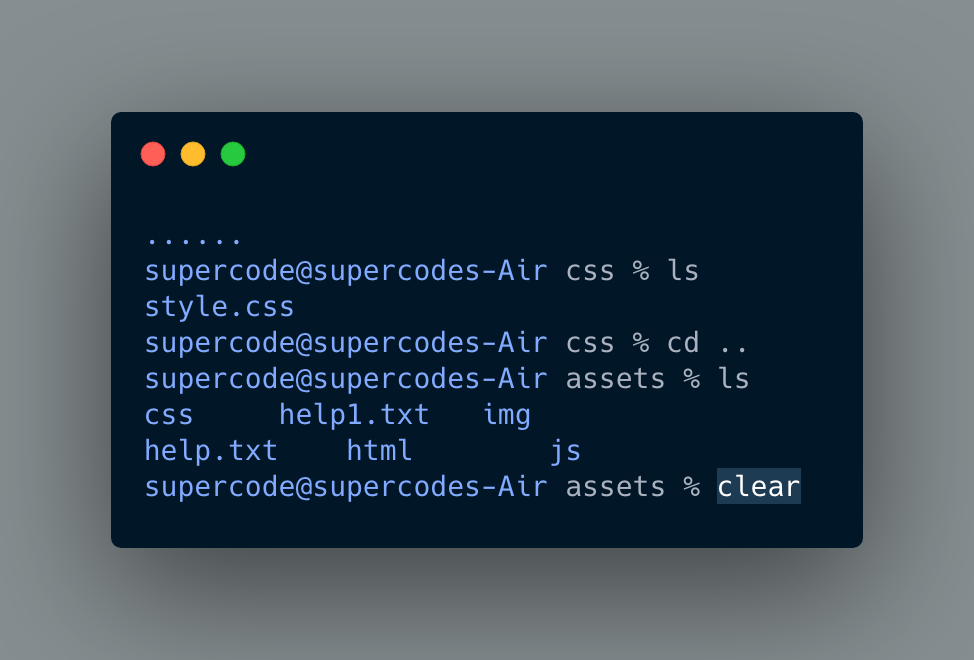 ......
supercode@supercodes-Air css % ls
style.css
supercode@supercodes-Air css % cd ..
supercode@supercodes-Air assets % ls
css     help1.txt   img
help.txt    html        js
supercode@supercodes-Air assets % clear